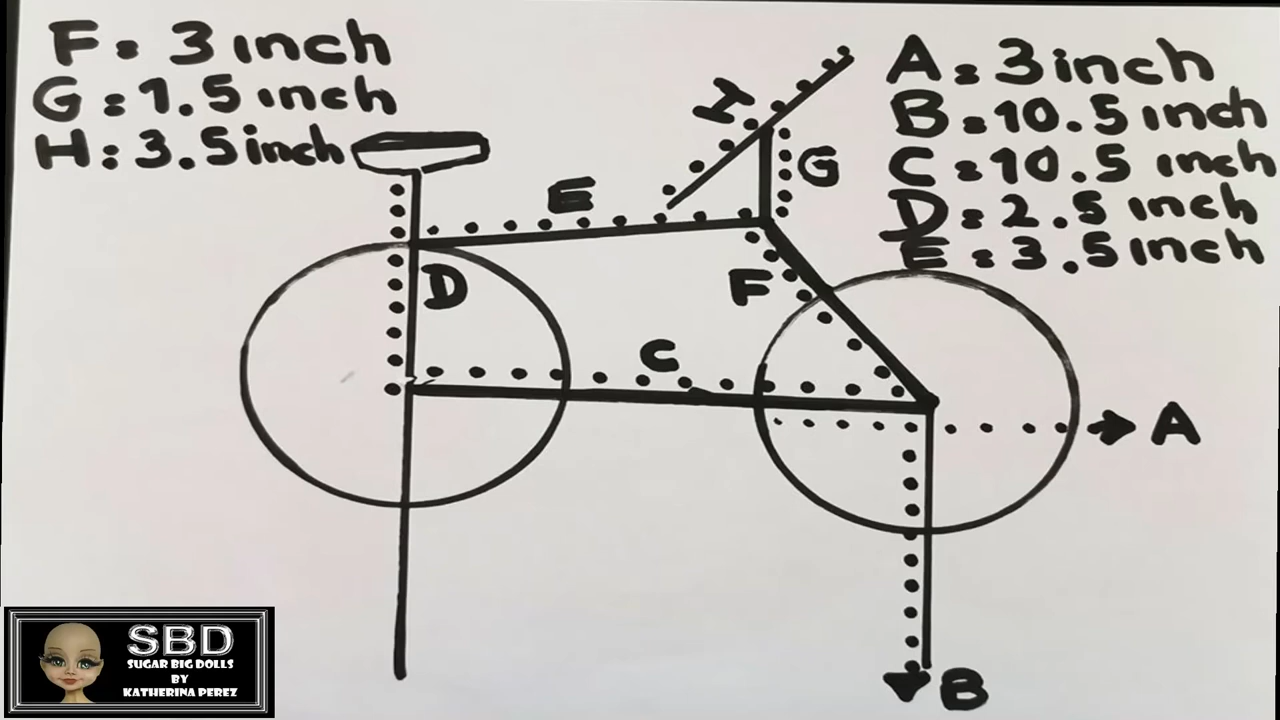 F = 3 inch
G = 1.5 inch
H = 3.5 inch
A = 3 inch
B = 10.5 inch
C = 10.5 inch
D = 2.5 inch
E = 3.5 inch
I
G
E
D
F
C
A
B
SBD
SUGAR BIG DOLLS
BY
KATHERINA PEREZ